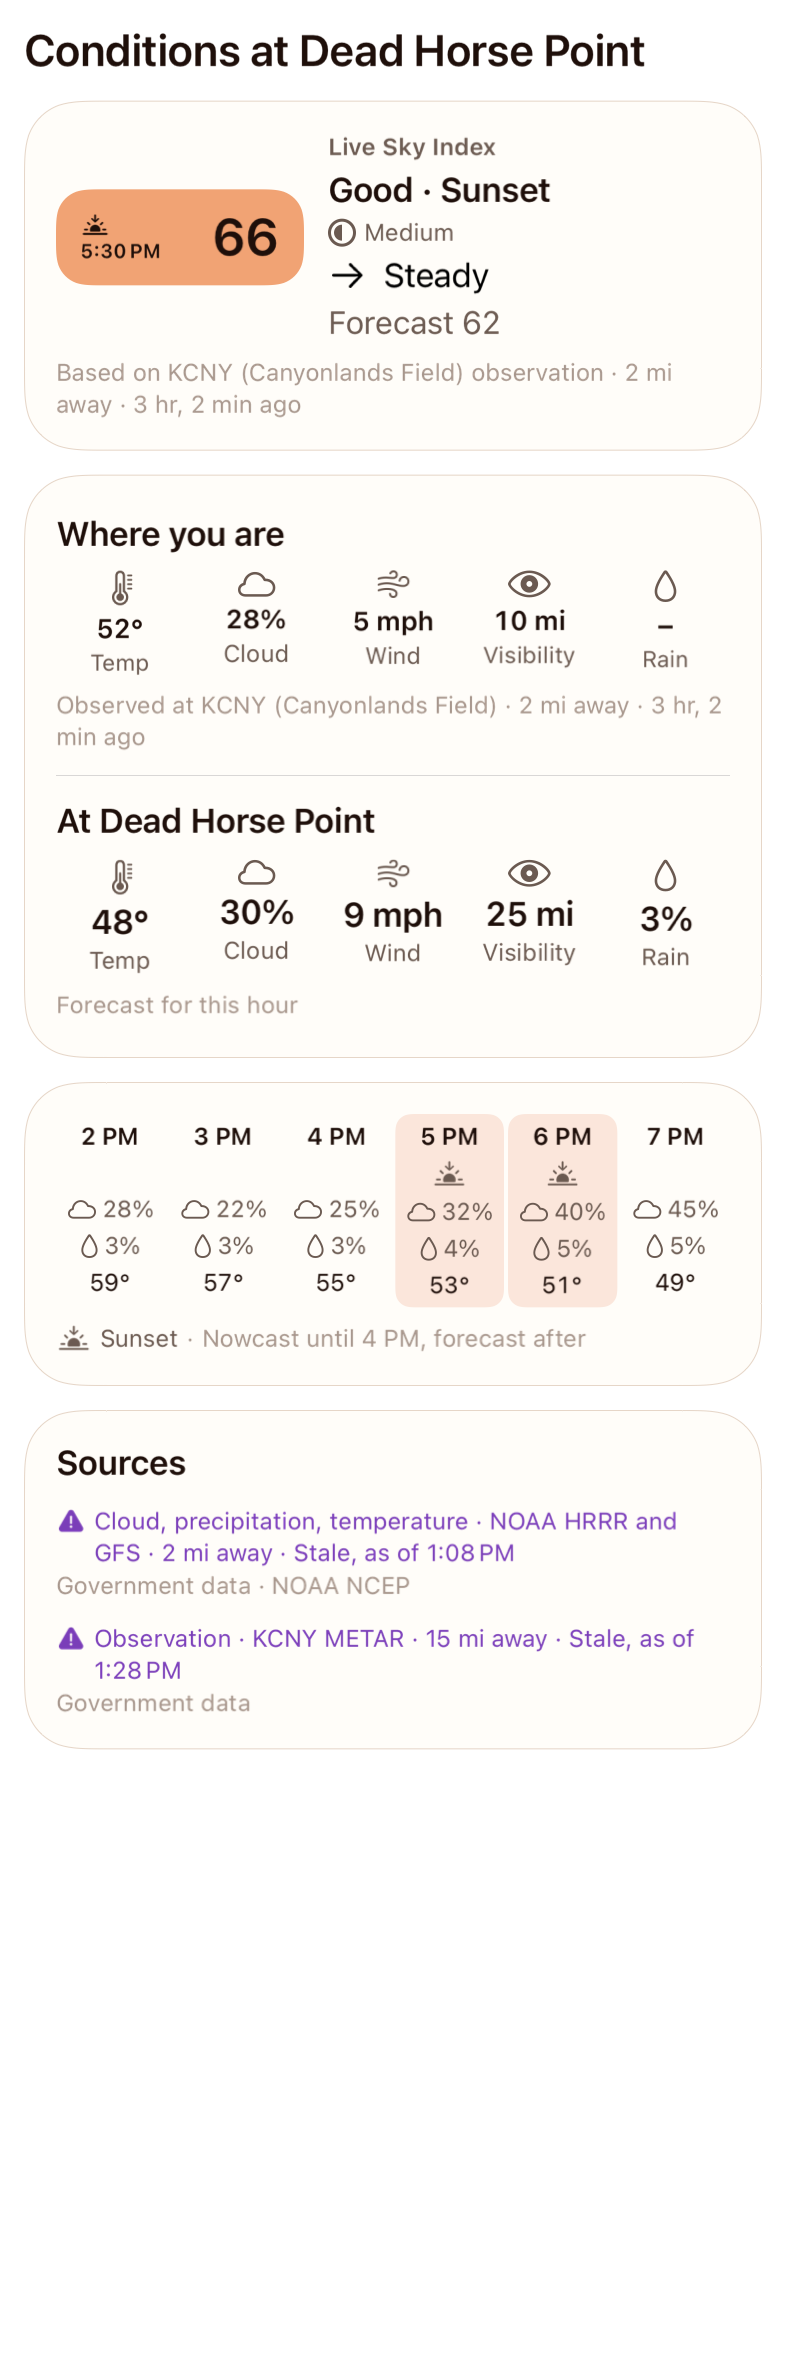 Conditions at Dead Horse Point
Live Sky Index
Good · Sunset
Medium
→ Steady
Forecast 62
5:30 PM
66
Based on KCNY (Canyonlands Field) observation · 2 mi
away · 3 hr, 2 min ago
Where you are
52° 28% 5 mph 10 mi –
Temp Cloud Wind Visibility Rain
Observed at KCNY (Canyonlands Field) · 2 mi away · 3 hr, 2
min ago
At Dead Horse Point
48° 30% 9 mph 25 mi 3%
Temp Cloud Wind Visibility Rain
Forecast for this hour
2 PM 3 PM 4 PM 5 PM 6 PM 7 PM
28% 22% 25% 32% 40% 45%
3% 3% 3% 4% 5% 5%
59° 57° 55° 53° 51° 49°
Sunset · Nowcast until 4 PM, forecast after
Sources
Cloud, precipitation, temperature · NOAA HRRR and
GFS · 2 mi away · Stale, as of 1:08 PM
Government data · NOAA NCEP
Observation · KCNY METAR · 15 mi away · Stale, as of
1:28 PM
Government data